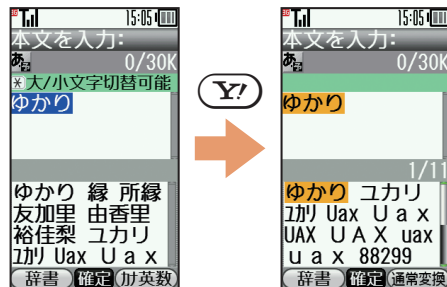 15:05
本文を入力:
あ漢 0/30K
*大/小文字切替可能
ゆかり
ゆかり 縁 所縁
友加里 由香里
裕佳梨 ユカリ
ﾕｶﾘ Uax Ｕａｘ
辞書 確定 ｶﾅ英数
Y!
15:05
本文を入力:
0/30K
ゆかり
1/11
ゆかり ユカリ
ﾕｶﾘ Uax Ｕａｘ
UAX ＵＡＸ uax
ｕａｘ 88299
辞書 確定 通常変換